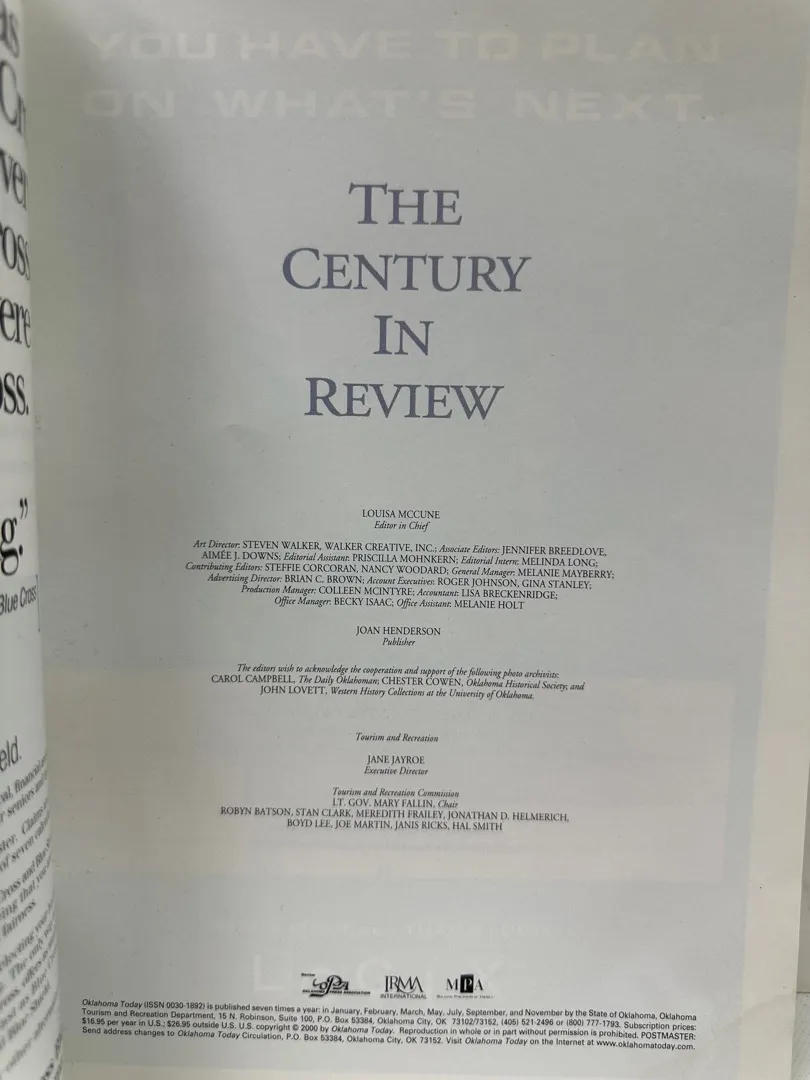 YOU HAVE TO PLAN
ON WHAT'S NEXT.
THE
CENTURY
IN
REVIEW
LOUISA MCCUNE
Editor in Chief
Art Director: STEVEN WALKER, WALKER CREATIVE, INC.; Associate Editors: JENNIFER BREEDLOVE,
AIMÉE J. DOWNS; Editorial Assistant: PRISCILLA MOHNKERN; Editorial Intern: MELINDA LONG;
Contributing Editors: STEFFIE CORCORAN, NANCY WOODARD; General Manager: MELANIE MAYBERRY;
Advertising Director: BRIAN C. BROWN; Account Executives: ROGER JOHNSON, GINA STANLEY;
Production Manager: COLLEEN MCINTYRE; Accountant: LISA BRECKENRIDGE;
Office Manager: BECKY ISAAC; Office Assistant: MELANIE HOLT
JOAN HENDERSON
Publisher
The editors wish to acknowledge the cooperation and support of the following photo archivists:
CAROL CAMPBELL, The Daily Oklahoman; CHESTER COWEN, Oklahoma Historical Society; and
JOHN LOVETT, Western History Collections at the University of Oklahoma.
Tourism and Recreation
JANE JAYROE
Executive Director
Tourism and Recreation Commission
LT. GOV. MARY FALLIN, Chair
ROBYN BATSON, STAN CLARK, MEREDITH FRAILEY, JONATHAN D. HELMERICH,
BOYD LEE, JOE MARTIN, JANIS RICKS, HAL SMITH
OPA
IRMA
INTERNATIONAL
MPA
Oklahoma Today (ISSN 0030-1892) is published seven times a year: in January, February, March, May, July, September, and November by the State of Oklahoma, Oklahoma
Tourism and Recreation Department, 15 N. Robinson, Suite 100, P.O. Box 53384, Oklahoma City, OK 73102/73152, (405) 521-2496 or (800) 777-1793. Subscription prices:
$16.95 per year in U.S.; $26.95 outside U.S. U.S. copyright © 2000 by Oklahoma Today. Reproduction in whole or in part without permission is prohibited. POSTMASTER:
Send address changes to Oklahoma Today Circulation, P.O. Box 53384, Oklahoma City, OK 73152. Visit Oklahoma Today on the Internet at www.oklahomatoday.com.